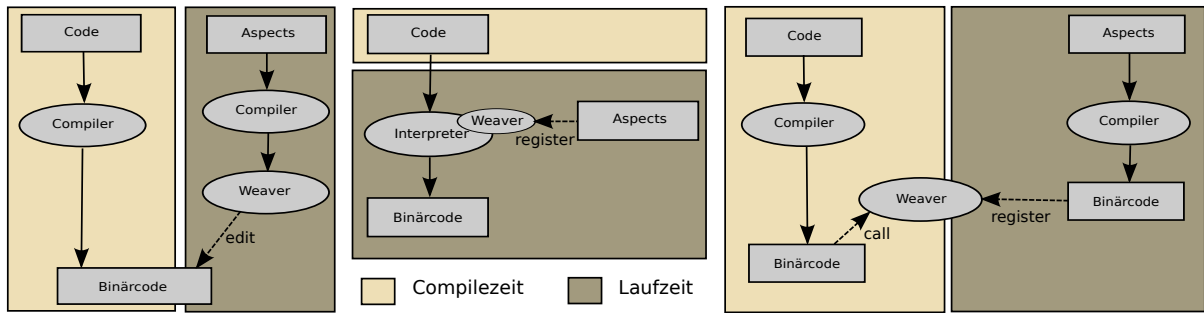 Code
Aspects
Compiler
Compiler
Weaver
edit
Binärcode
Code
Interpreter
Weaver
register
Aspects
Binärcode
Compilezeit
Laufzeit
Code
Aspects
Compiler
Compiler
Weaver
register
Binärcode
call
Binärcode